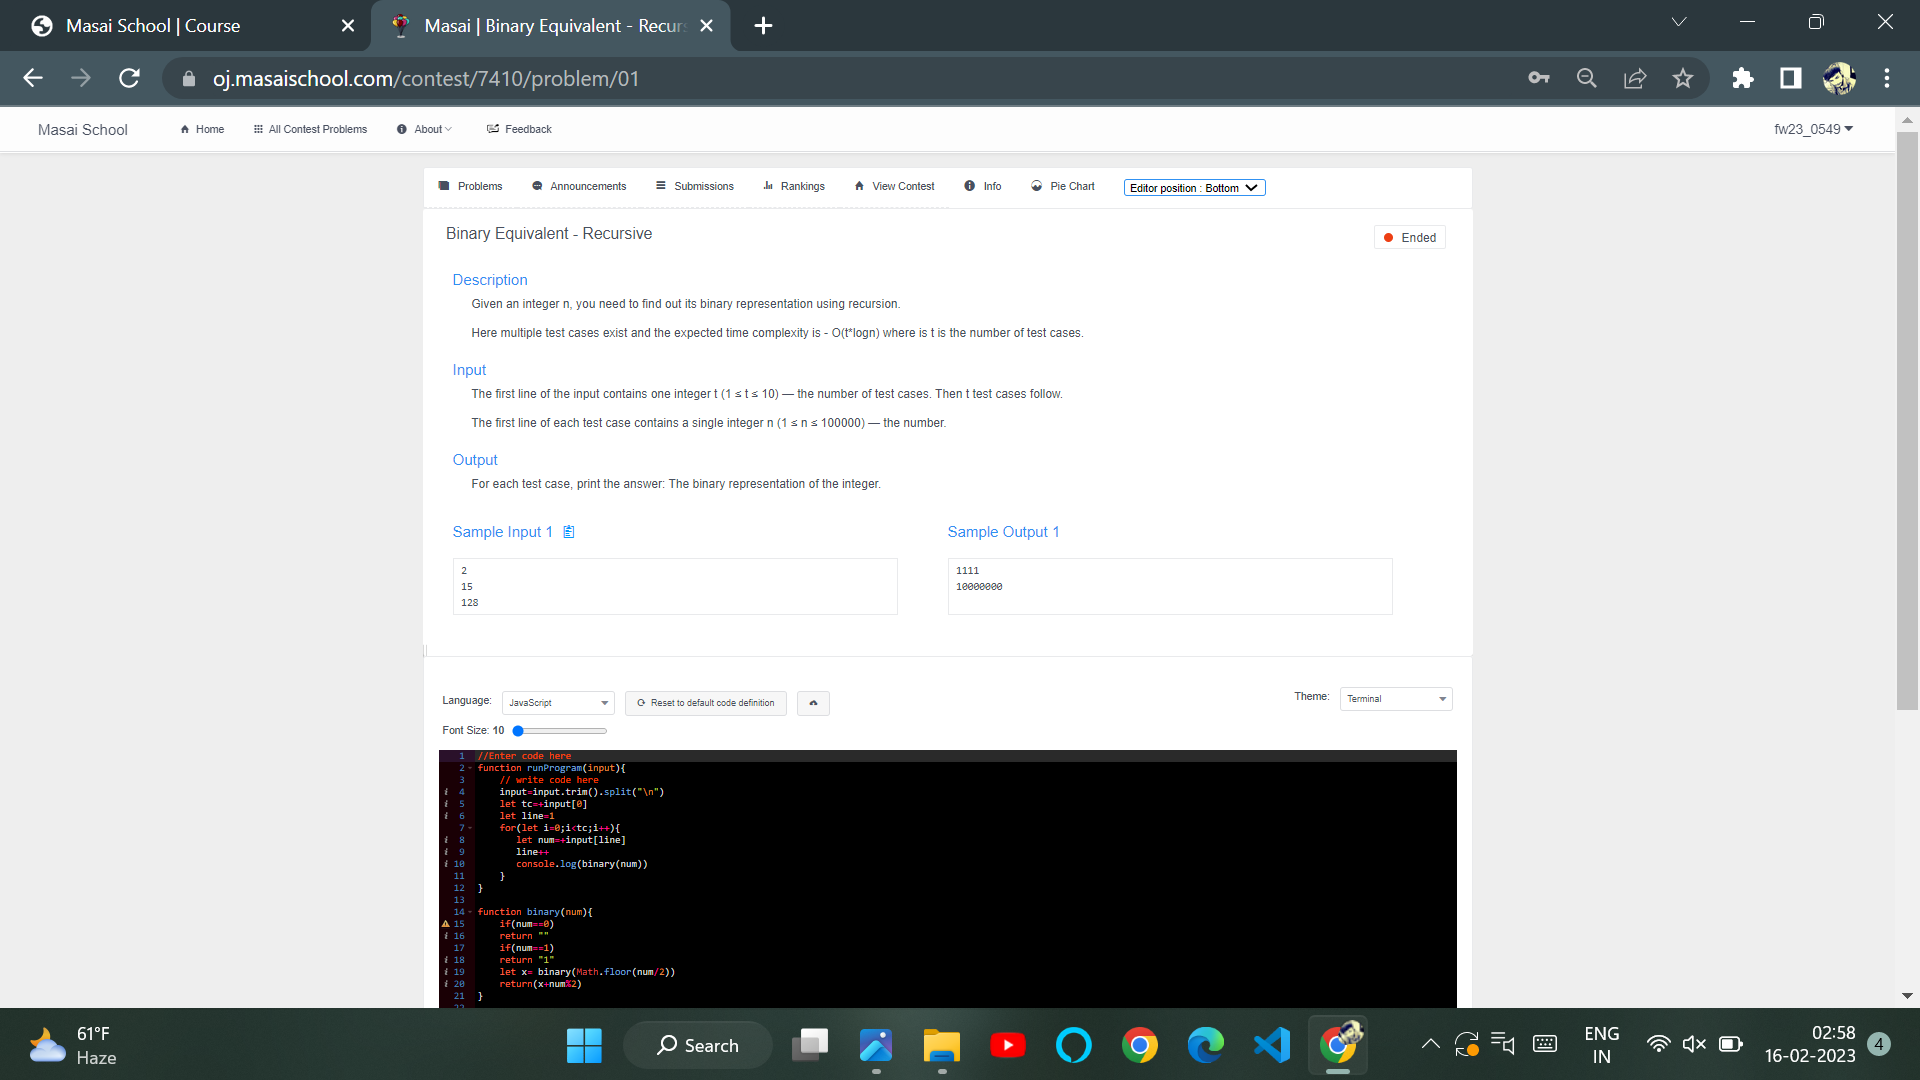 Masai School | Course
Masai | Binary Equivalent - Recurs
oj.masaischool.com/contest/7410/problem/01
Masai School
Home
All Contest Problems
About
Feedback
fw23_0549
Problems
Announcements
Submissions
Rankings
View Contest
Info
Pie Chart
Editor position : Bottom
Binary Equivalent - Recursive
Ended
Description
Given an integer n, you need to find out its binary representation using recursion.
Here multiple test cases exist and the expected time complexity is - O(t*logn) where is t is the number of test cases.
Input
The first line of the input contains one integer t (1 ≤ t ≤ 10) — the number of test cases. Then t test cases follow.
The first line of each test case contains a single integer n (1 ≤ n ≤ 100000) — the number.
Output
For each test case, print the answer: The binary representation of the integer.
Sample Input 1
2
15
128
Sample Output 1
1111
10000000
Language:
JavaScript
Reset to default code definition
Theme:
Terminal
Font Size: 10
1 //Enter code here
2 function runProgram(input){
3 // write code here
4 input=input.trim().split("\n")
5 let tc=+input[0]
6 let line=1
7 for(let i=0;i<tc;i++){
8 let num=+input[line]
9 line++
10 console.log(binary(num))
11 }
12 }
13
14 function binary(num){
15 if(num==0)
16 return ""
17 if(num==1)
18 return "1"
19 let x= binary(Math.floor(num/2))
20 return(x+num%2)
21 }
22
61°F
Haze
Search
ENG
IN
02:58
16-02-2023
4